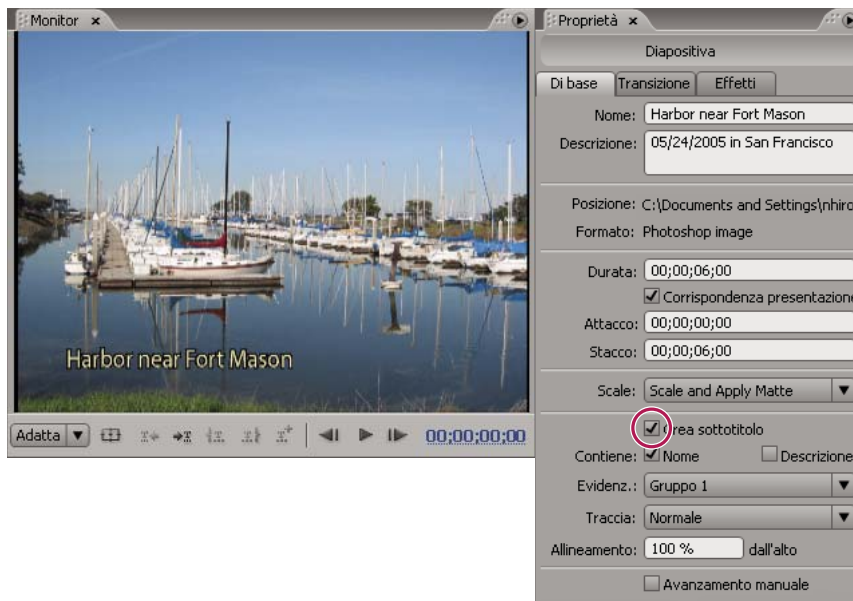 Monitor
Harbor near Fort Mason
Adatta
00;00;00;00
Proprietà
Diapositiva
Di base Transizione Effetti
Nome: Harbor near Fort Mason
Descrizione: 05/24/2005 in San Francisco
Posizione: C:\Documents and Settings\nhiro
Formato: Photoshop image
Durata: 00;00;06;00
Corrispondenza presentazione
Attacco: 00;00;00;00
Stacco: 00;00;06;00
Scale: Scale and Apply Matte
Crea sottotitolo
Contiene: Nome Descrizione
Evidenz.: Gruppo 1
Traccia: Normale
Allineamento: 100 % dall'alto
Avanzamento manuale